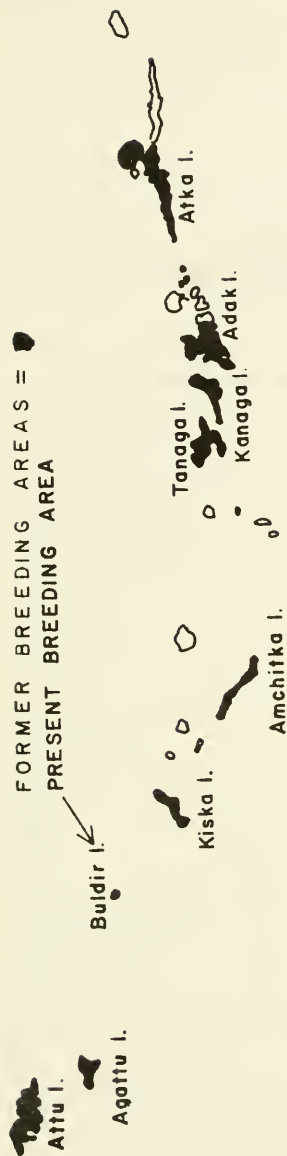 FORMER BREEDING AREAS =
PRESENT BREEDING AREA
Buldir I.
Attu I.
Agattu I.
Kiska I.
Amchitka I.
Tanaga I.
Kanaga I.
Adak I.
Atka I.